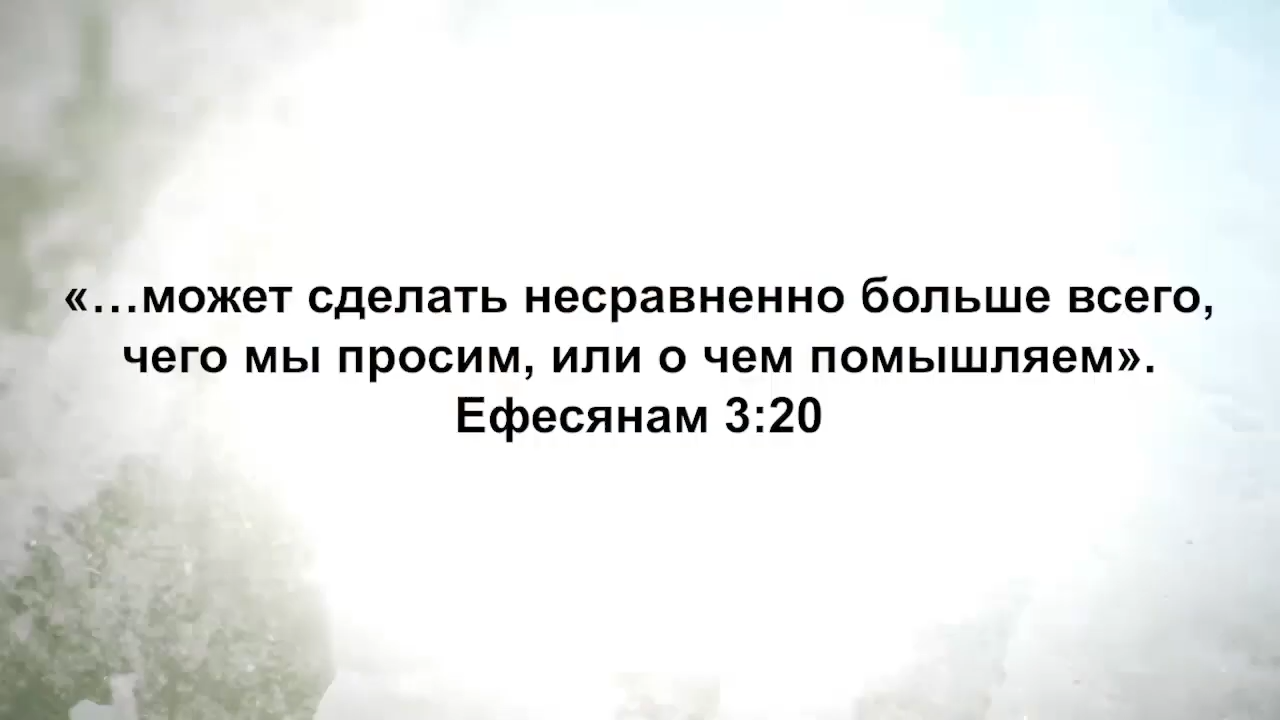 «…может сделать несравненно больше всего,
чего мы просим, или о чем помышляем».
Ефесянам 3:20